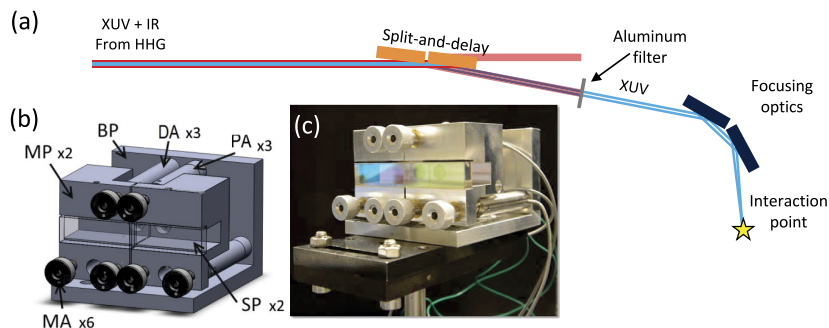 (a)
XUV + IR
From HHG
Split-and-delay
Aluminum
filter
XUV
Focusing
optics
Interaction
point
(b)
BP
DA x3
PA x3
MP x2
SP x2
MA x6
(c)